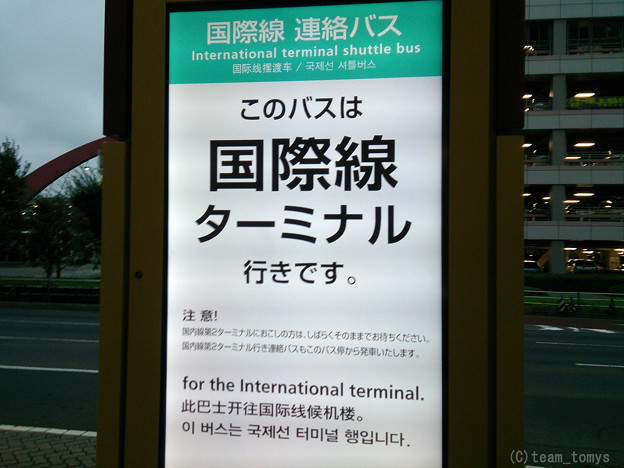 国際線 連絡バス
International terminal shuttle bus
国际线摆渡车 / 국제선 셔틀버스
このバスは
国際線
ターミナル
行きです。
注 意!
国内線第2ターミナルにおこしの方は、しばらくそのままでお待ちください。
国内線第2ターミナル行き連絡バスもこのバス停から発車いたします。
for the International terminal.
此巴士开往国际线候机楼。
이 버스는 국제선 터미널 행입니다.
(C)team_tomys